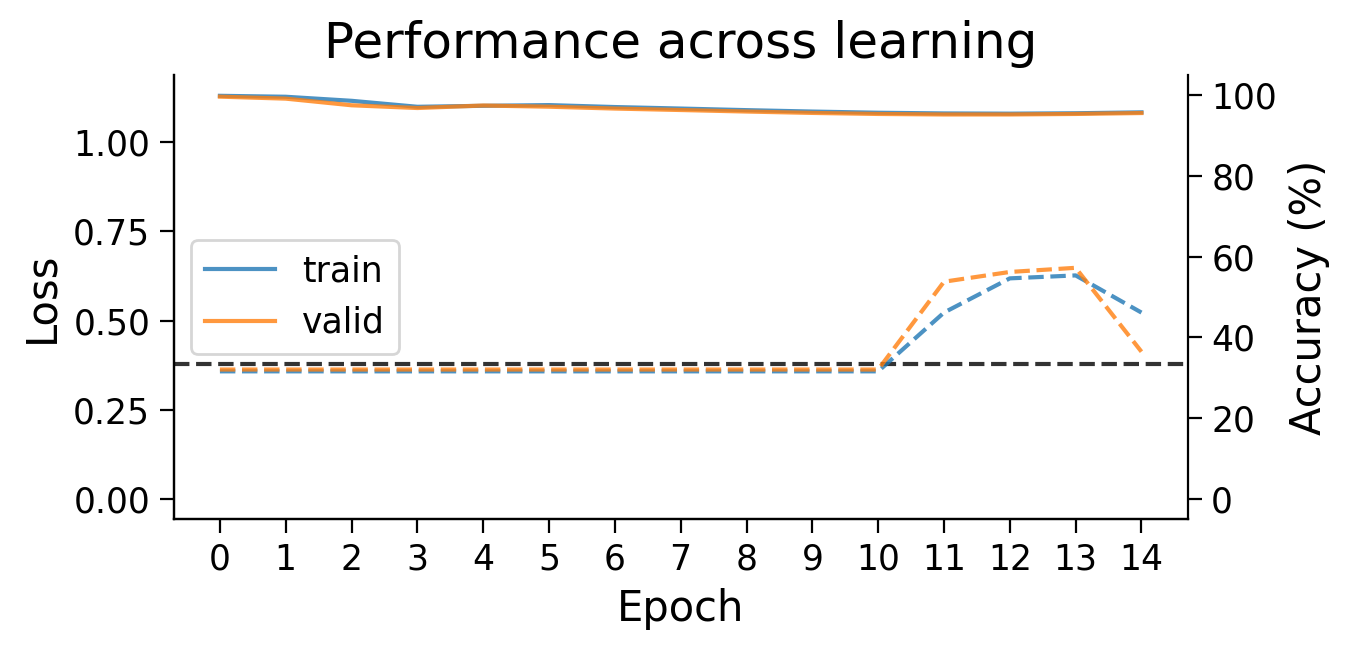 Performance across learning
1.00
0.75
0.50
0.25
0.00
Loss
train
valid
100
80
60
40
20
0
Accuracy (%)
0 1 2 3 4 5 6 7 8 9 10 11 12 13 14
Epoch